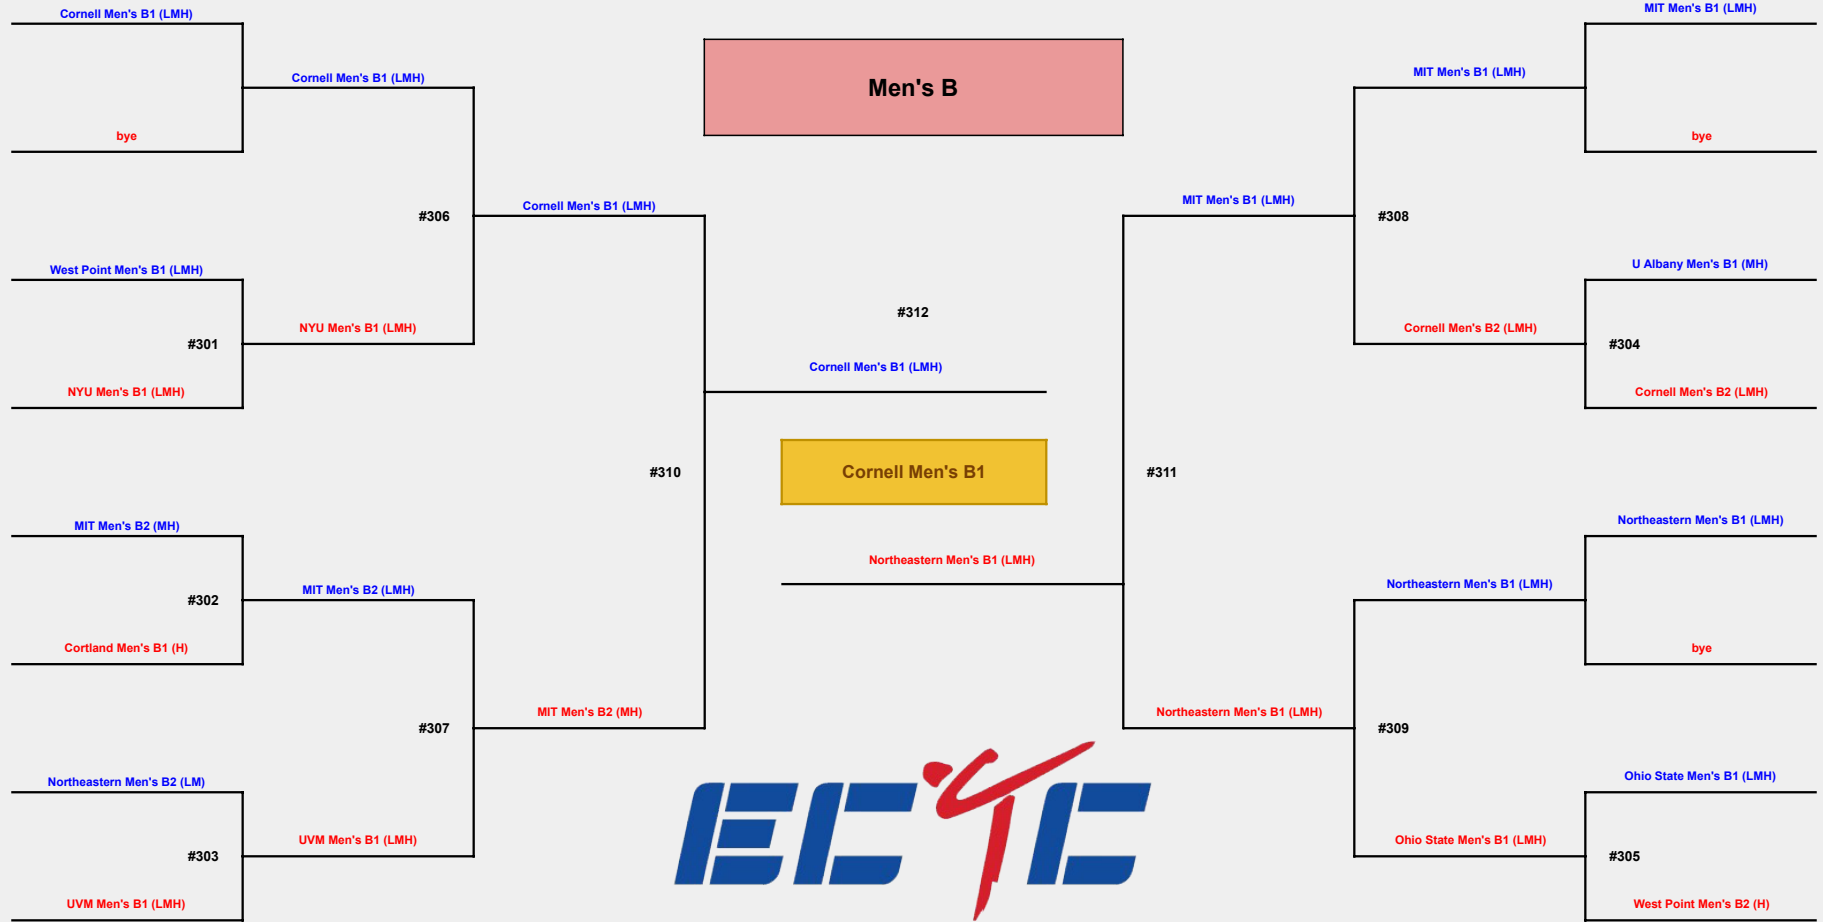 Cornell Men's B1 (LMH)
MIT Men's B1 (LMH)
Cornell Men's B1 (LMH)
Men's B
MIT Men's B1 (LMH)
bye
bye
#306
Cornell Men's B1 (LMH)
MIT Men's B1 (LMH)
#308
West Point Men's B1 (LMH)
U Albany Men's B1 (MH)
#312
#301
NYU Men's B1 (LMH)
Cornell Men's B2 (LMH)
#304
Cornell Men's B1 (LMH)
NYU Men's B1 (LMH)
Cornell Men's B2 (LMH)
#310
Cornell Men's B1
#311
MIT Men's B2 (MH)
Northeastern Men's B1 (LMH)
Northeastern Men's B1 (LMH)
#302
MIT Men's B2 (LMH)
Northeastern Men's B1 (LMH)
Cortland Men's B1 (H)
bye
#307
MIT Men's B2 (MH)
Northeastern Men's B1 (LMH)
#309
Northeastern Men's B2 (LM)
Ohio State Men's B1 (LMH)
ECTC
#303
UVM Men's B1 (LMH)
Ohio State Men's B1 (LMH)
#305
UVM Men's B1 (LMH)
West Point Men's B2 (H)